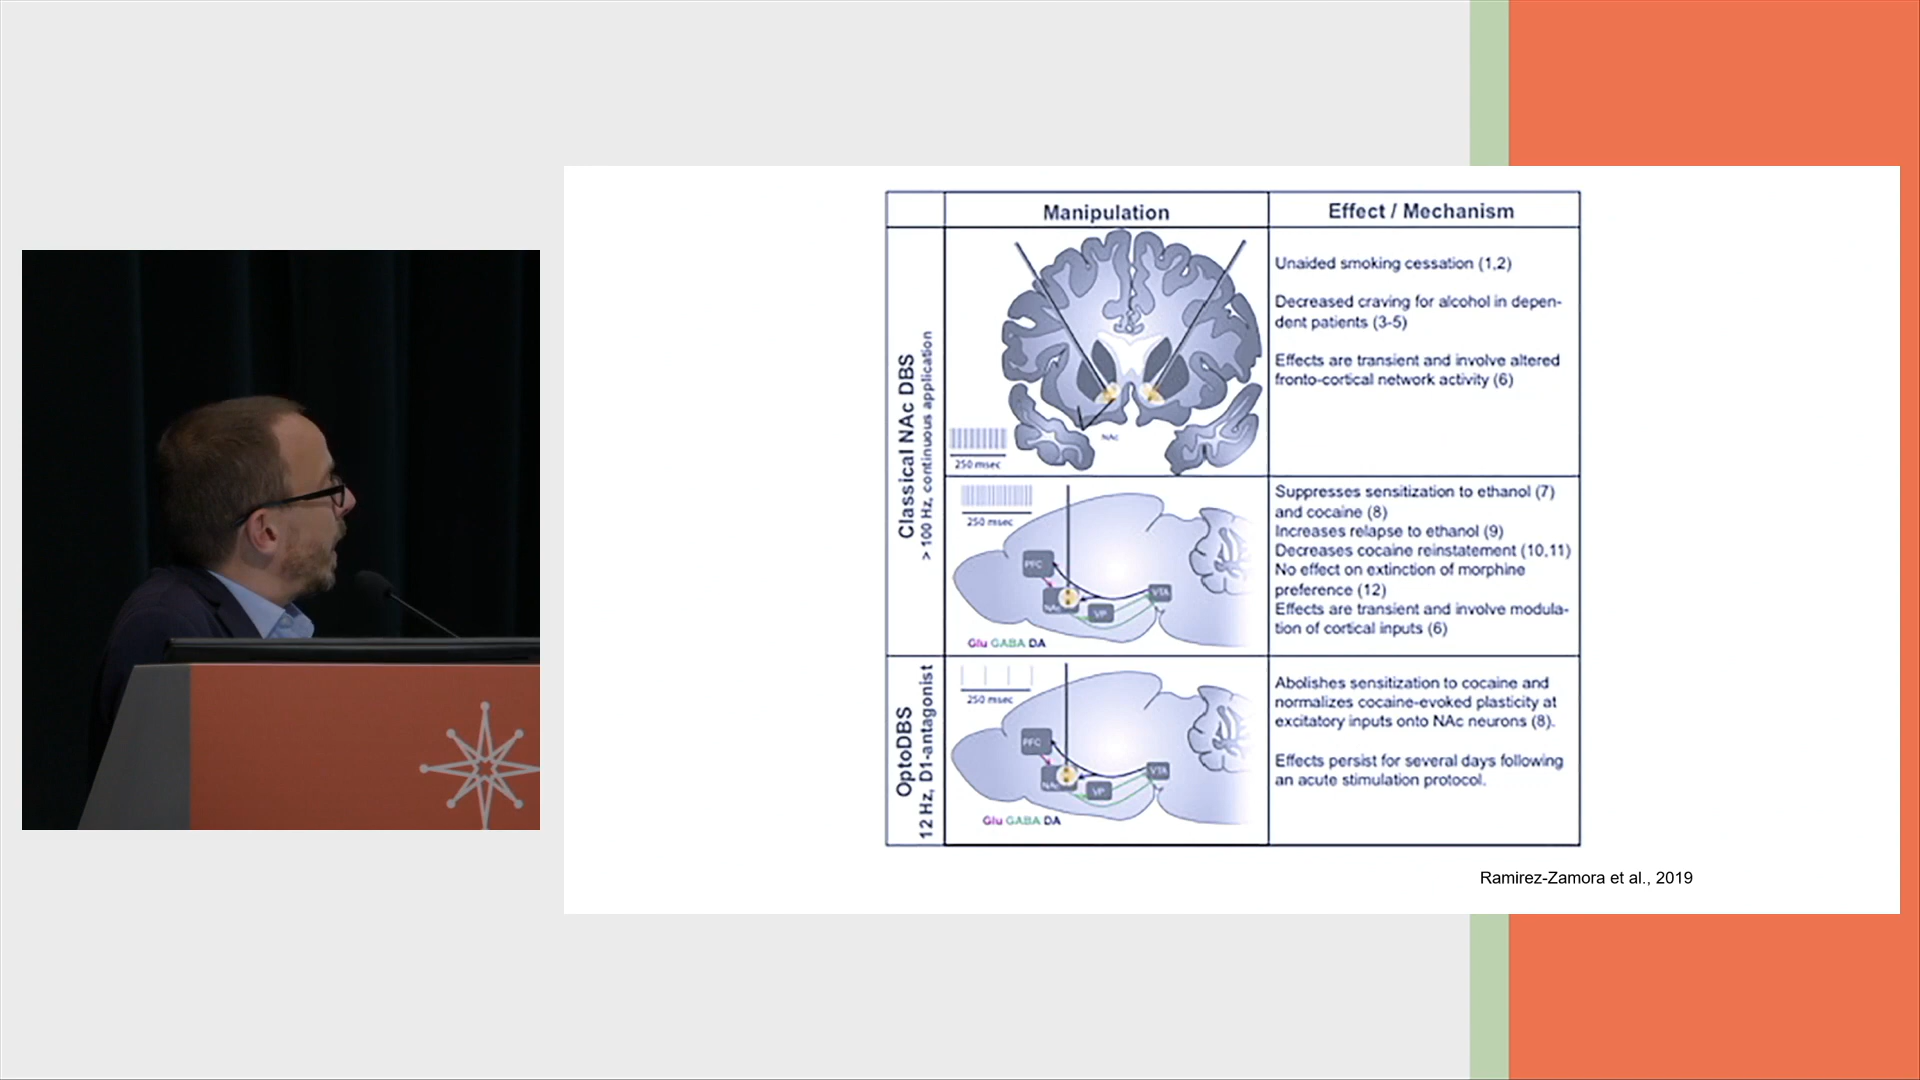 Manipulation
Effect / Mechanism
Classical NAc DBS
> 100 Hz, continuous application
250 msec
NAc
Unaided smoking cessation (1,2)
Decreased craving for alcohol in depen-
dent patients (3-5)
Effects are transient and involve altered
fronto-cortical network activity (6)
250 msec
PFC
NAc
VP
VTA
Glu GABA DA
Suppresses sensitization to ethanol (7)
and cocaine (8)
Increases relapse to ethanol (9)
Decreases cocaine reinstatement (10,11)
No effect on extinction of morphine
preference (12)
Effects are transient and involve modula-
tion of cortical inputs (6)
OptoDBS
12 Hz, D1-antagonist
250 msec
PFC
NAc
VP
VTA
Glu GABA DA
Abolishes sensitization to cocaine and
normalizes cocaine-evoked plasticity at
excitatory inputs onto NAc neurons (8).
Effects persist for several days following
an acute stimulation protocol.
Ramirez-Zamora et al., 2019